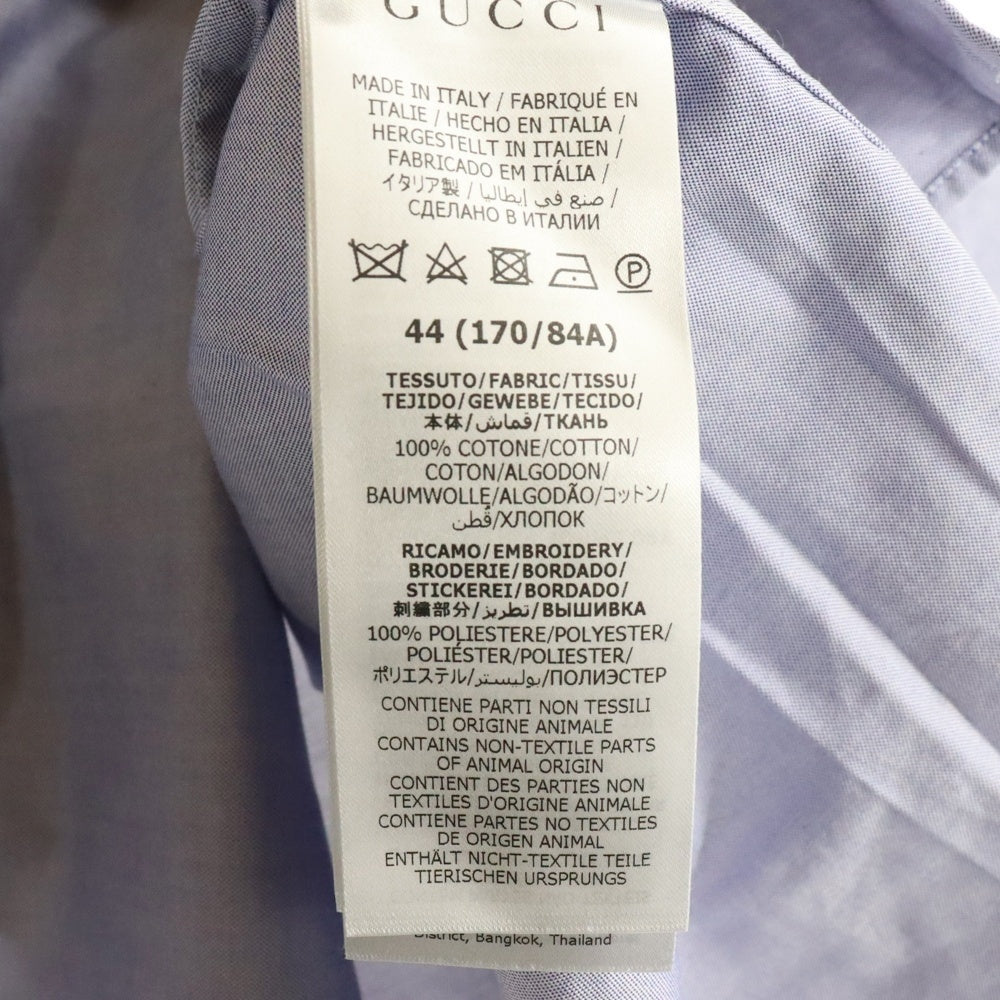 GUCCI
MADE IN ITALY / FABRIQUÉ EN
ITALIE / HECHO EN ITALIA /
HERGESTELLT IN ITALIEN /
FABRICADO EM ITÁLIA /
イタリア製 / صنع في إيطاليا /
СДЕЛАНО В ИТАЛИИ
P
44 (170/84A)
TESSUTO/FABRIC/TISSU/
TEJIDO/GEWEBE/TECIDO/
本体/قماش/ТКАНЬ
100% COTONE/COTTON/
COTON/ALGODON/
BAUMWOLLE/ALGODÃO/コットン/
قُطن/ХЛОПОК
RICAMO/EMBROIDERY/
BRODERIE/BORDADO/
STICKEREI/BORDADO/
刺繍部分/تطريز/ВЫШИВКА
100% POLIESTERE/POLYESTER/
POLIÉSTER/POLIESTER/
ポリエステル/بوليستر/ПОЛИЭСТЕР
CONTIENE PARTI NON TESSILI
DI ORIGINE ANIMALE
CONTAINS NON-TEXTILE PARTS
OF ANIMAL ORIGIN
CONTIENT DES PARTIES NON
TEXTILES D'ORIGINE ANIMALE
CONTIENE PARTES NO TEXTILES
DE ORIGEN ANIMAL
ENTHÄLT NICHT-TEXTILE TEILE
TIERISCHEN URSPRUNGS
District, Bangkok, Thailand